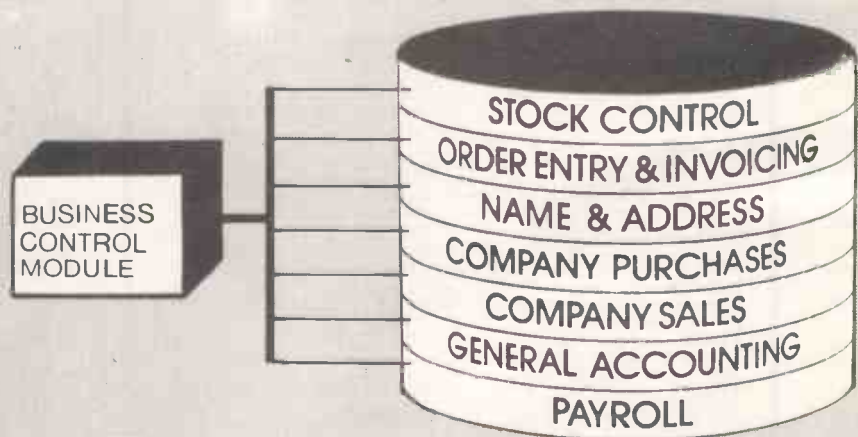 BUSINESS
CONTROL
MODULE
STOCK CONTROL
ORDER ENTRY & INVOICING
NAME & ADDRESS
COMPANY PURCHASES
COMPANY SALES
GENERAL ACCOUNTING
PAYROLL